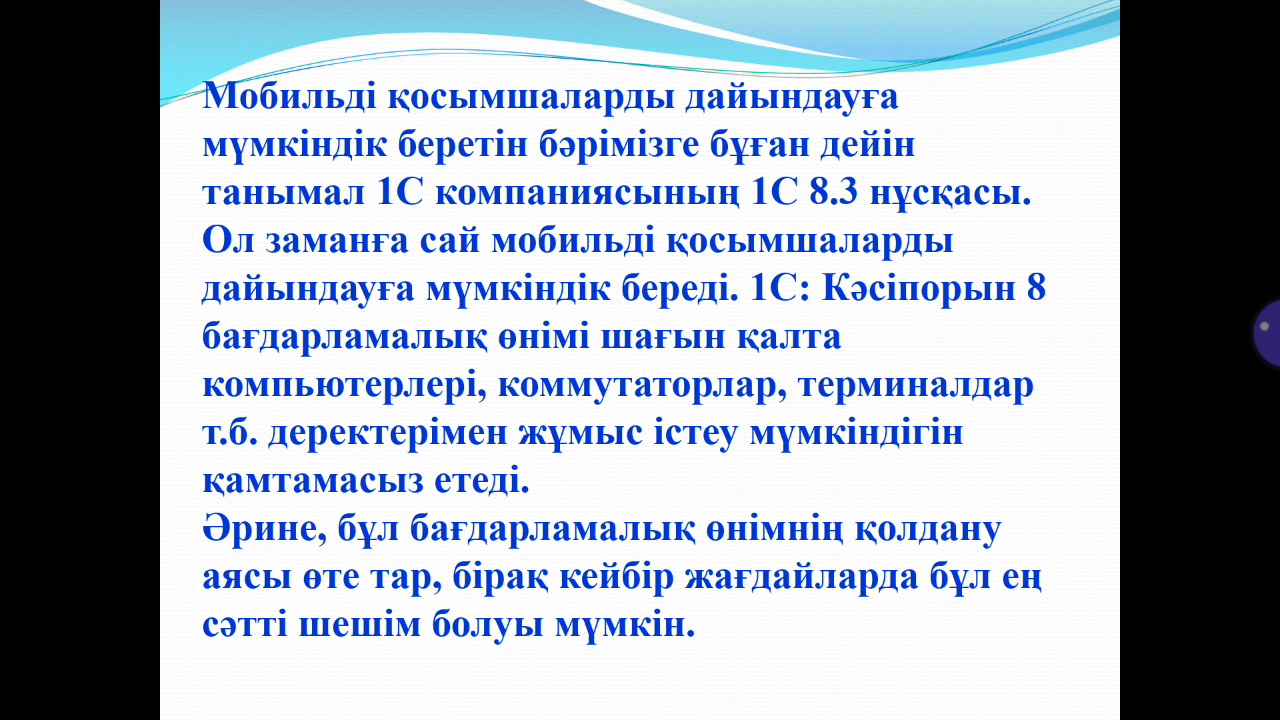 Мобильді қосымшаларды дайындауға
мүмкіндік беретін бәрімізге бұған дейін
танымал 1С компаниясының 1С 8.3 нұсқасы.
Ол заманға сай мобильді қосымшаларды
дайындауға мүмкіндік береді. 1С: Кәсіпорын 8
бағдарламалық өнімі шағын қалта
компьютерлері, коммутаторлар, терминалдар
т.б. деректерімен жұмыс істеу мүмкіндігін
қамтамасыз етеді.
Әрине, бұл бағдарламалық өнімнің қолдану
аясы өте тар, бірақ кейбір жағдайларда бұл ең
сәтті шешім болуы мүмкін.